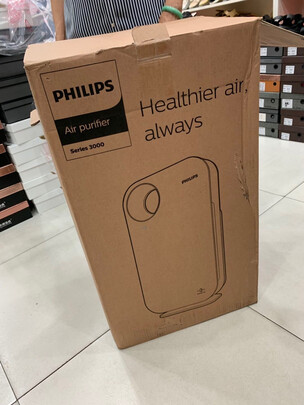 PHILIPS
Air purifier
Series 3000
Healthier air,
always
PHILIPS